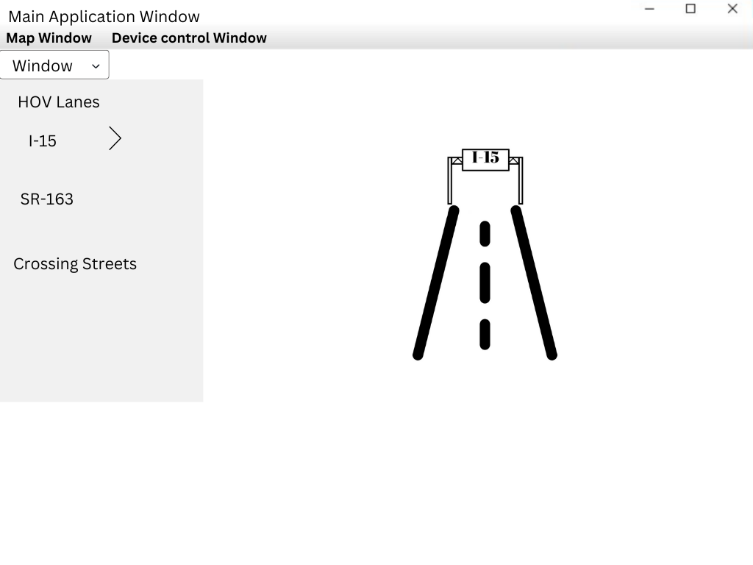 Main Application Window
Map Window Device control Window
Window
HOV Lanes
I-15
SR-163
Crossing Streets
I-15